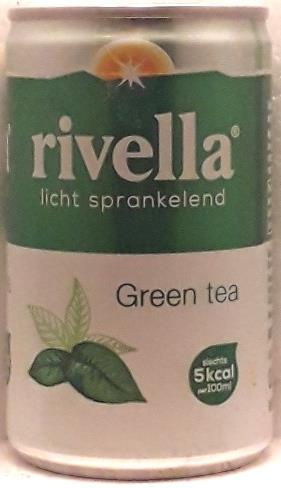 rivella®
licht sprankelend
Green tea
slechts
5kcal
per 100ml